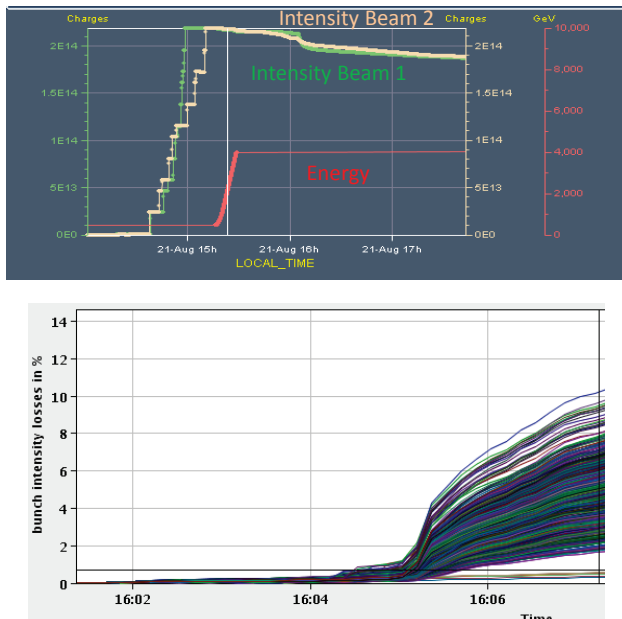 Charges Intensity Beam 2 Charges GeV
2E14 2E14 10,000
Intensity Beam 1 8,000
1.5E14 1.5E14
6,000
1E14 1E14
4,000
Energy
5E13 5E13
2,000
0E0 0E0 0
21-Aug 15h 21-Aug 16h 21-Aug 17h
LOCAL_TIME
bunch intensity losses in %
14
12
10
8
6
4
2
0
16:02 16:04 16:06
Time